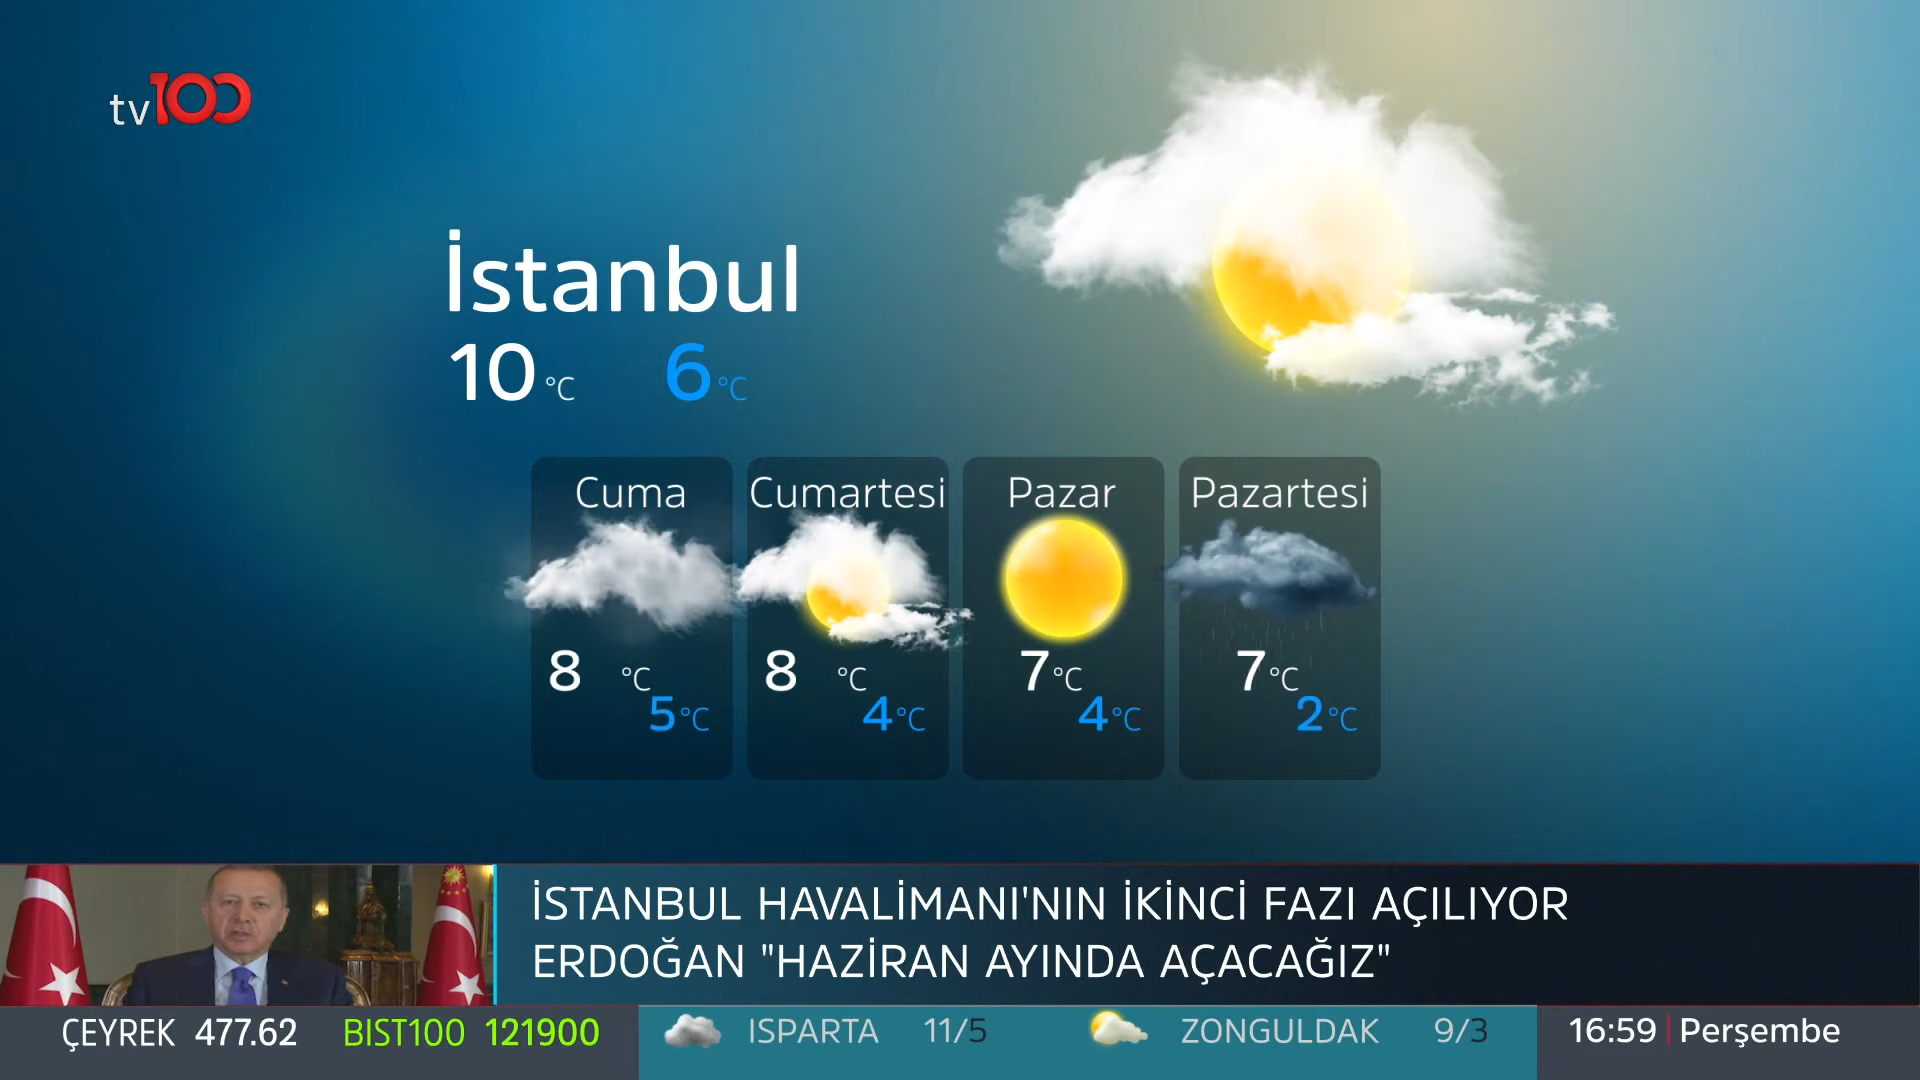 tv100
İstanbul
10 °C 6 °C
Cuma Cumartesi Pazar Pazartesi
8 °C 8 °C 7 °C 7 °C
5 °C 4 °C 4 °C 2 °C
İSTANBUL HAVALİMANI'NIN İKİNCİ FAZI AÇILIYOR
ERDOĞAN "HAZİRAN AYINDA AÇACAĞIZ"
ÇEYREK 477.62 BIST100 121900 ISPARTA 11/5 ZONGULDAK 9/3 16:59 Perşembe